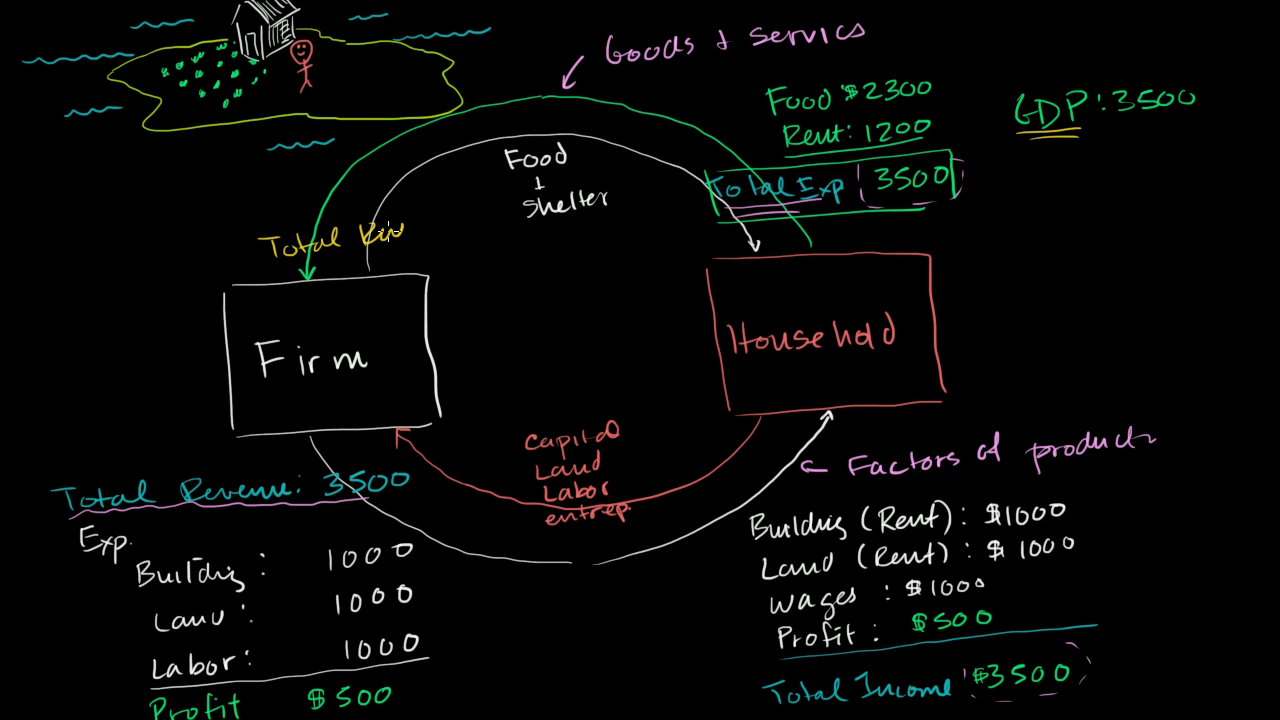 Goods + services
Food $2300
Rent: 1200
Total Exp 3500
GDP: 3500
Food
+
shelter
Total Rev
Firm
Household
capital
Land
Labor
entrep.
Factors of product
Total Revenue: 3500
Exp.
Building: 1000
Land: 1000
Labor: 1000
Profit $500
Building (Rent): $1000
Land (Rent): $1000
Wages: $1000
Profit: $500
Total Income $3500